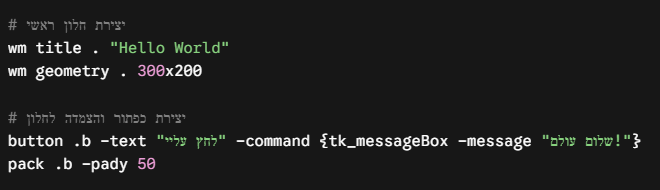 # יצירת חלון ראשי
wm title . "Hello World"
wm geometry . 300x200
# יצירת כפתור והצמדה לחלון
button .b -text "לחץ עליי" -command {tk_messageBox -message "שלום עולם!"}
pack .b -pady 50